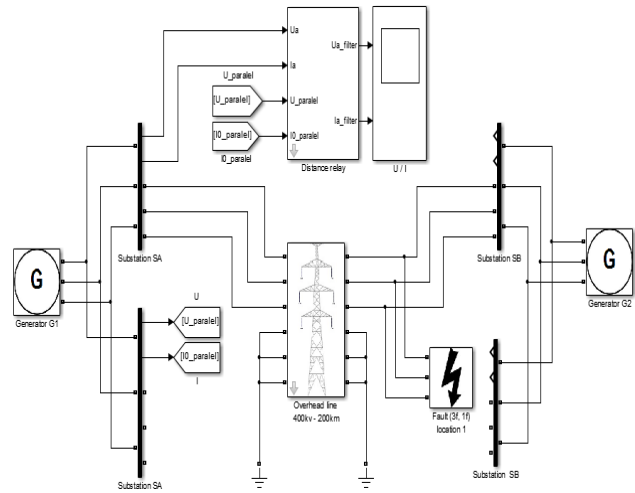 Ua
Ia
U_paralel
I0_paralel
Ua_filter
Ia_filter
Distance relay
U / I
U_paralel
[U_paralel]
[I0_paralel]
I0_paralel
Substation SA
Substation SB
G
Generator G1
G
Generator G2
U
[U_paralel]
[I0_paralel]
I
Overhead line
400kv - 200km
Fault (3f, 1f)
location 1
Substation SA
Substation SB